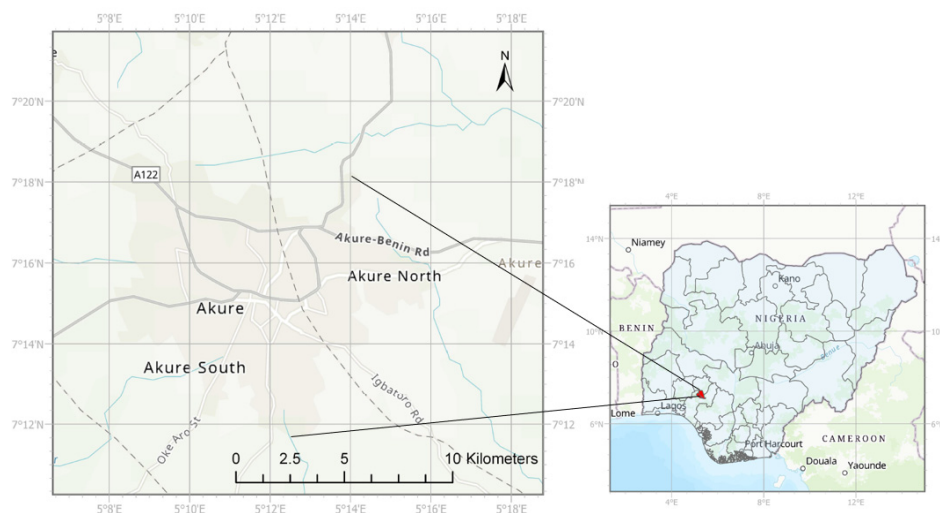 5°8'E 5°10'E 5°12'E 5°14'E 5°16'E 5°18'E
N
7°20'N 7°20'N
A122
7°18'N 7°18'N
Akure-Benin Rd
7°16'N 7°16'N
Akure North
Akure
Akure
7°14'N 7°14'N
Akure South
Igbatoro Rd
7°12'N 7°12'N
Oke Aro St
0 2.5 5 10 Kilometers
5°8'E 5°10'E 5°12'E 5°14'E 5°16'E 5°18'E
4°E 8°E 12°E
14°N 14°N
Niamey
Kano
NIGERIA
BENIN
10°N 10°N
Abuja
Benue
Lagos
Lome
6°N 6°N
Port Harcourt
CAMEROON
Douala
Yaounde
4°E 8°E 12°E